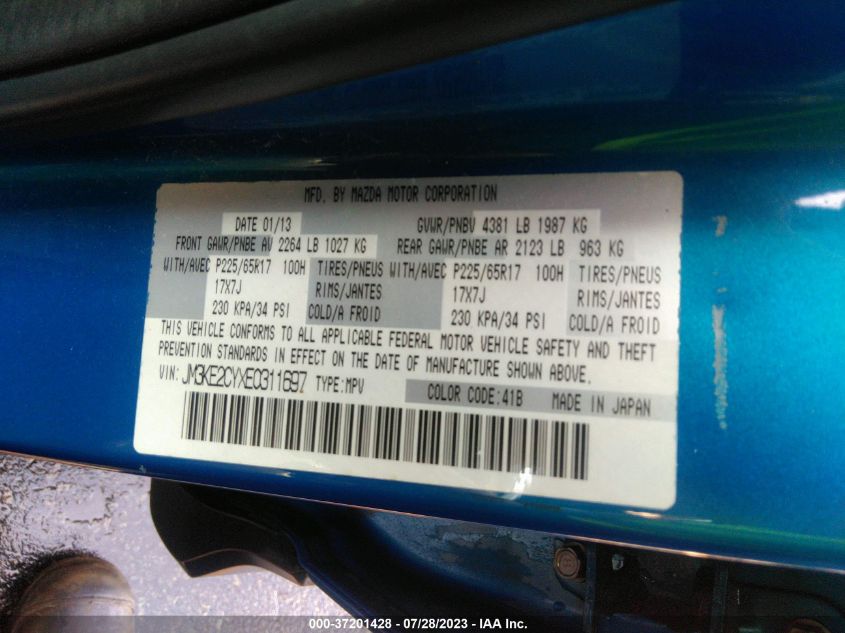 MFD. BY MAZDA MOTOR CORPORATION
DATE 01/13 GVWR/PNBV 4381 LB 1987 KG
FRONT GAWR/PNBE AV 2264 LB 1027 KG REAR GAWR/PNBE AR 2123 LB 963 KG
WITH/AVEC P225/65R17 100H TIRES/PNEUS WITH/AVEC P225/65R17 100H TIRES/PNEUS
17X7J RIMS/JANTES 17X7J RIMS/JANTES
230 KPA/34 PSI COLD/A FROID 230 KPA/34 PSI COLD/A FROID
THIS VEHICLE CONFORMS TO ALL APPLICABLE FEDERAL MOTOR VEHICLE SAFETY AND THEFT
PREVENTION STANDARDS IN EFFECT ON THE DATE OF MANUFACTURE SHOWN ABOVE.
VIN: JM3KE2CYXE0311697 TYPE:MPV COLOR CODE:41B MADE IN JAPAN
000-37201428 - 07/28/2023 - IAA Inc.